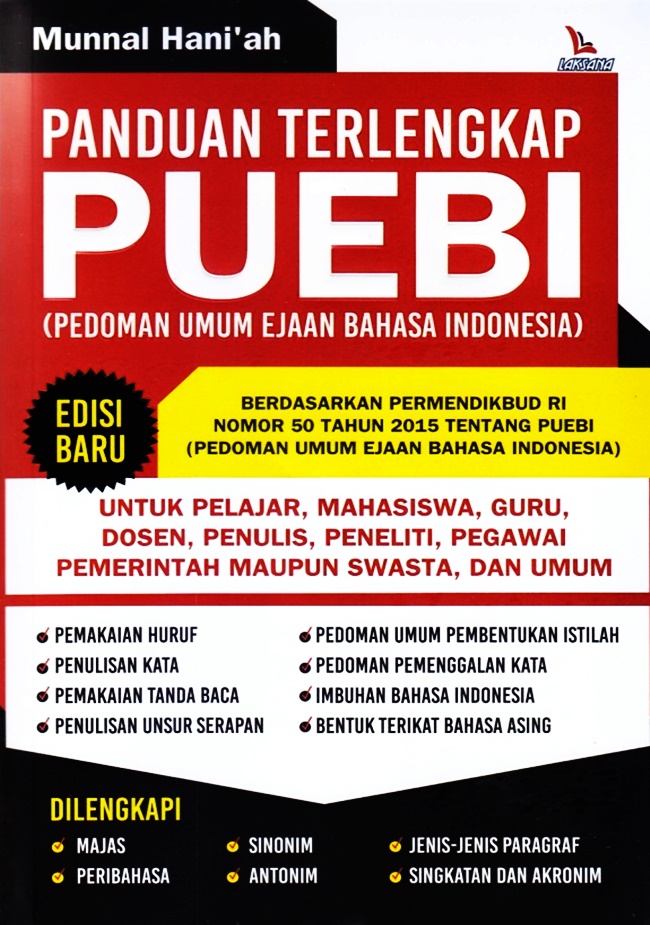 Munnal Hani'ah
LAKSANA
PANDUAN TERLENGKAP
PUEBI
(PEDOMAN UMUM EJAAN BAHASA INDONESIA)
EDISI
BARU
BERDASARKAN PERMENDIKBUD RI
NOMOR 50 TAHUN 2015 TENTANG PUEBI
(PEDOMAN UMUM EJAAN BAHASA INDONESIA)
UNTUK PELAJAR, MAHASISWA, GURU,
DOSEN, PENULIS, PENELITI, PEGAWAI
PEMERINTAH MAUPUN SWASTA, DAN UMUM
PEMAKAIAN HURUF
PENULISAN KATA
PEMAKAIAN TANDA BACA
PENULISAN UNSUR SERAPAN
PEDOMAN UMUM PEMBENTUKAN ISTILAH
PEDOMAN PEMENGGALAN KATA
IMBUHAN BAHASA INDONESIA
BENTUK TERIKAT BAHASA ASING
DILENGKAPI
MAJAS
PERIBAHASA
SINONIM
ANTONIM
JENIS-JENIS PARAGRAF
SINGKATAN DAN AKRONIM